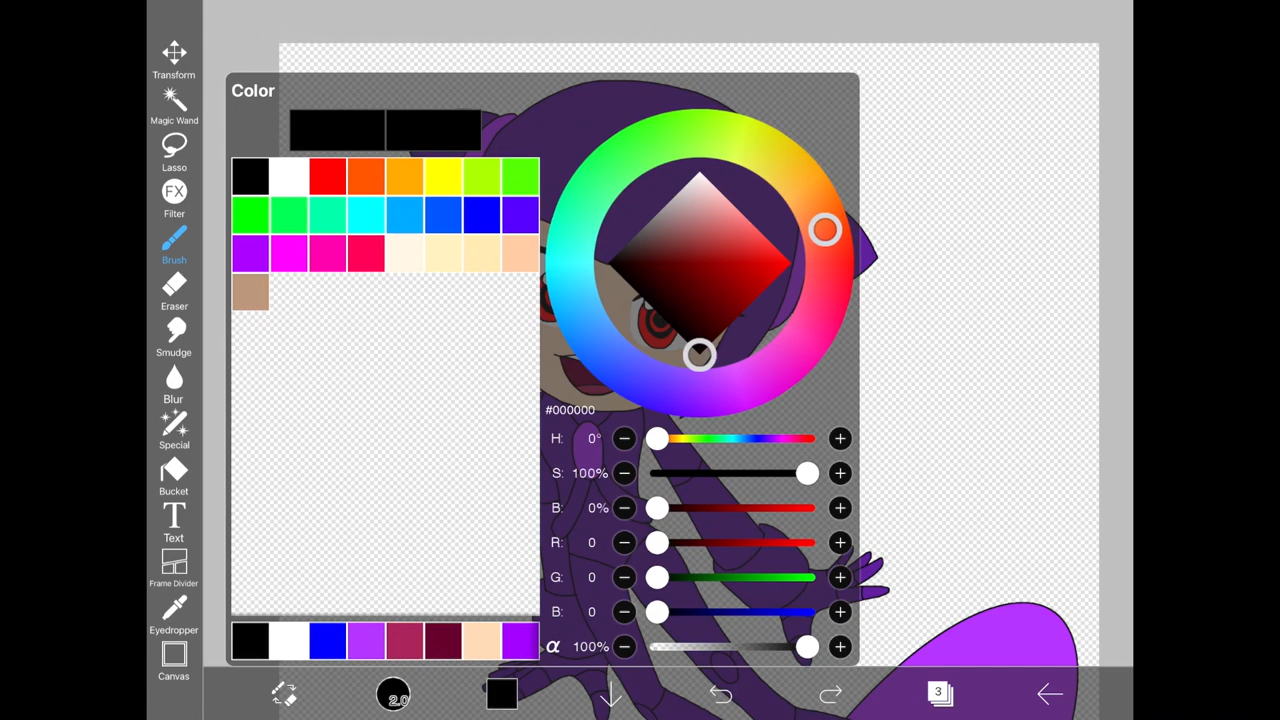 Transform
Magic Wand
Lasso
FX
Filter
Brush
Eraser
Smudge
Blur
Special
Bucket
T
Text
Frame Divider
Eyedropper
Canvas
Color
#000000
H: 0°
S: 100%
B: 0%
R: 0
G: 0
B: 0
α 100%
2.0
3